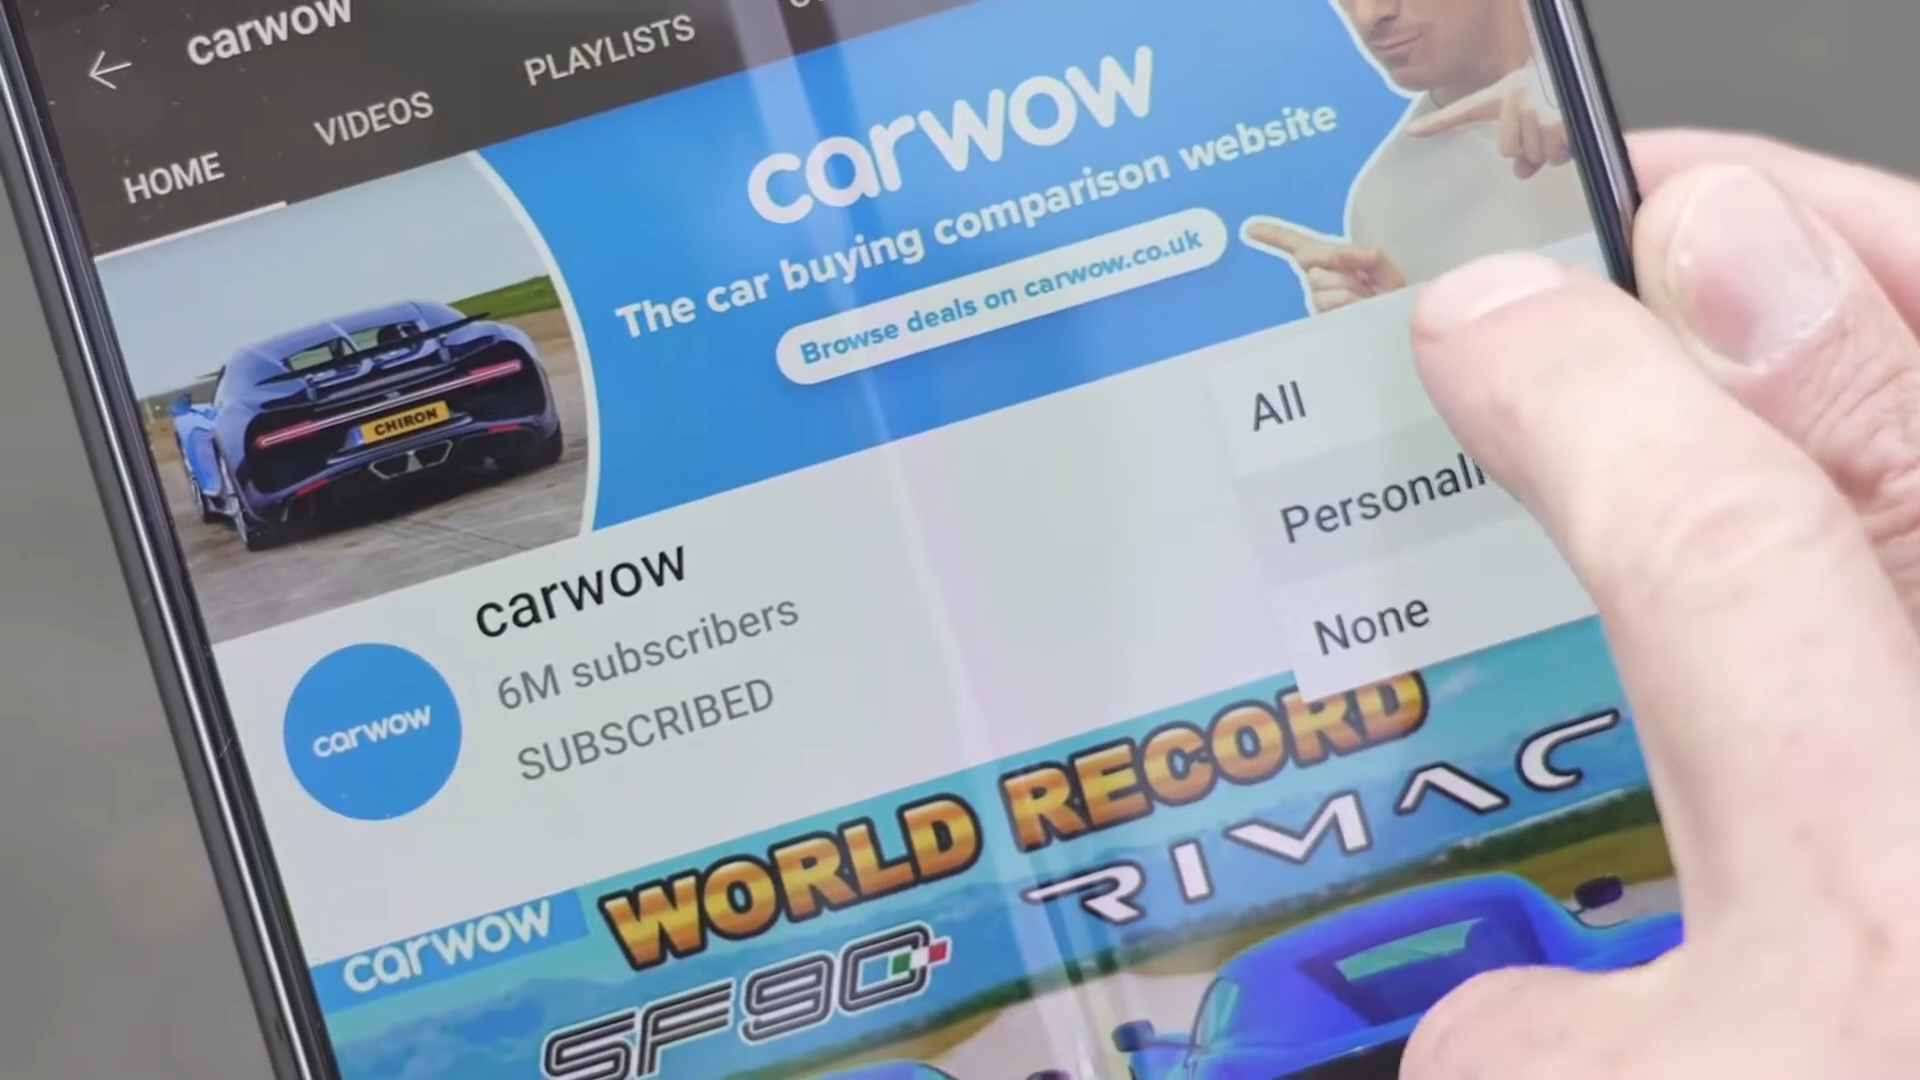 carwow
HOME
VIDEOS
PLAYLISTS
carwow
The car buying comparison website
Browse deals on carwow.co.uk
CHIRON
All
None
carwow
6M subscribers
SUBSCRIBED
carwow
carwow
WORLD RECORD
SF90
RIMAC